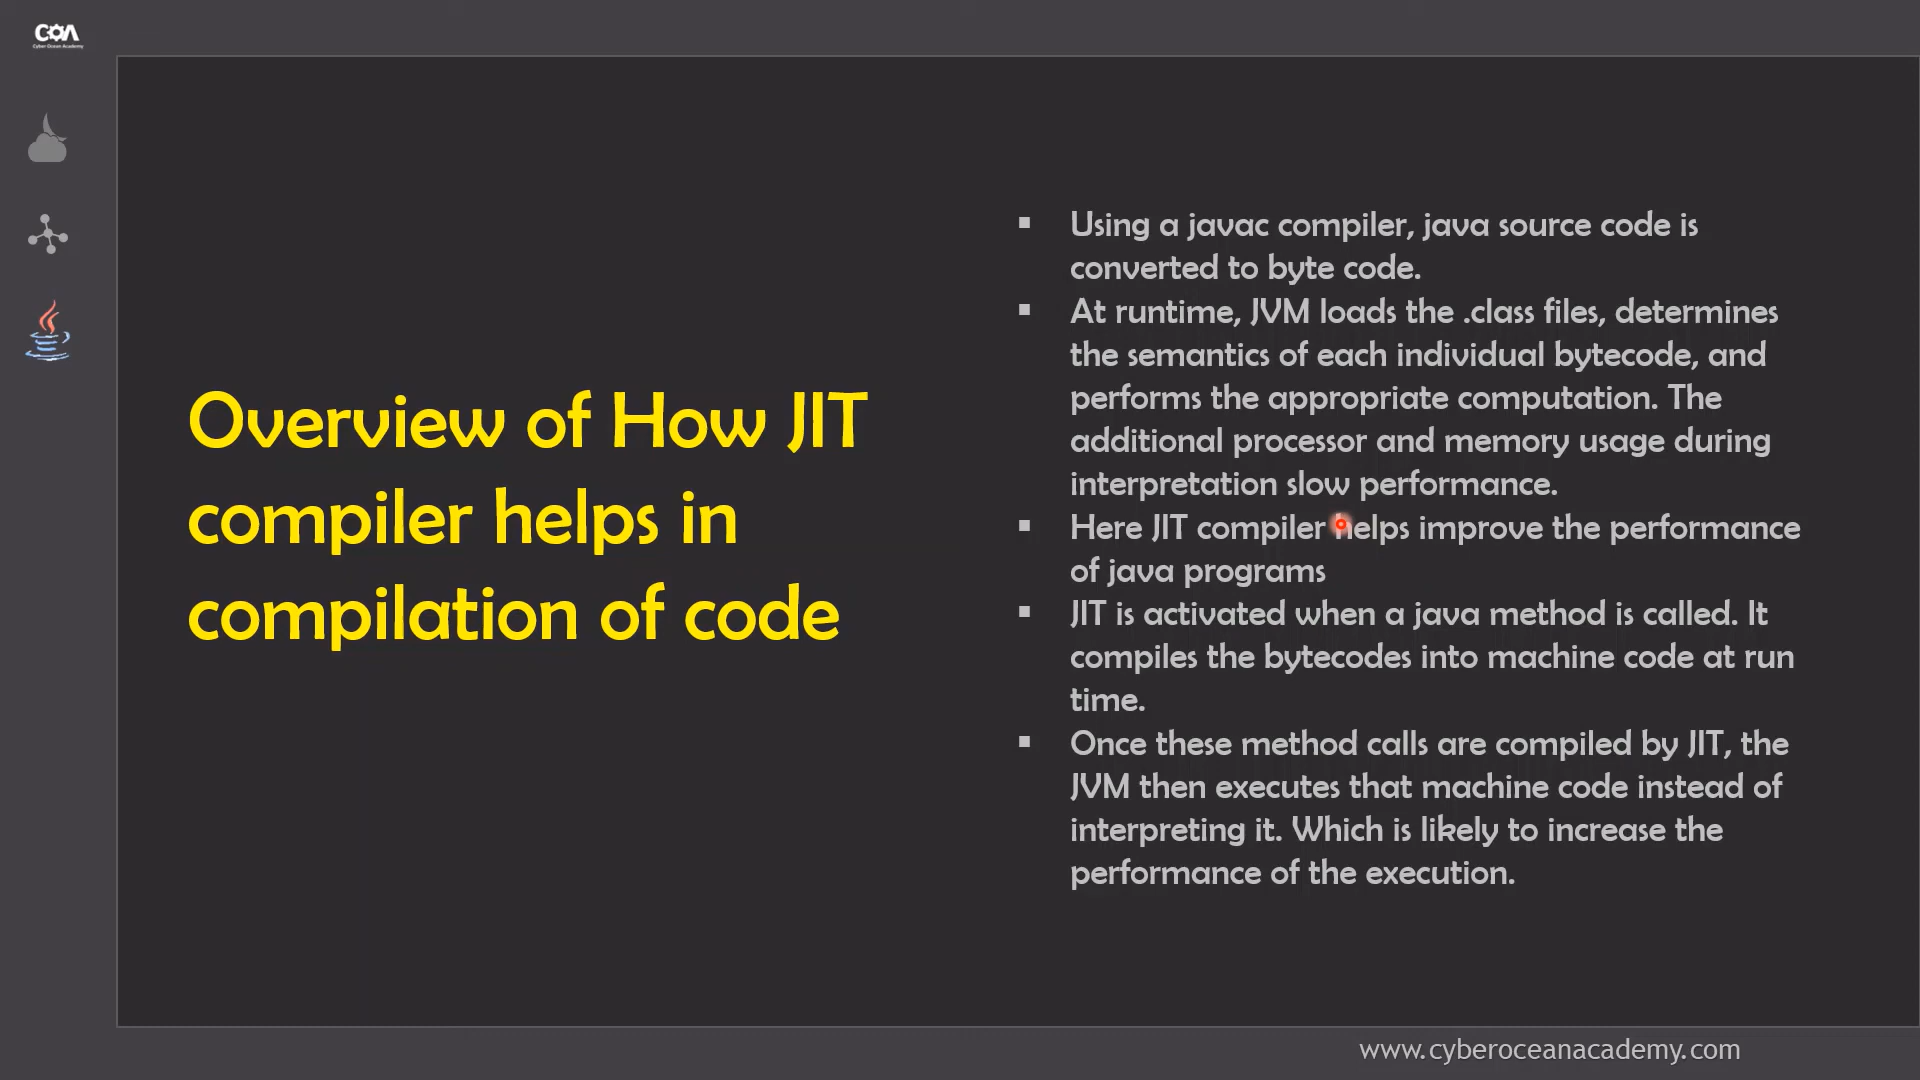 COA
Cyber Ocean Academy
Overview of How JIT
compiler helps in
compilation of code
▪ Using a javac compiler, java source code is
converted to byte code.
▪ At runtime, JVM loads the .class files, determines
the semantics of each individual bytecode, and
performs the appropriate computation. The
additional processor and memory usage during
interpretation slow performance.
▪ Here JIT compiler helps improve the performance
of java programs
▪ JIT is activated when a java method is called. It
compiles the bytecodes into machine code at run
time.
▪ Once these method calls are compiled by JIT, the
JVM then executes that machine code instead of
interpreting it. Which is likely to increase the
performance of the execution.
www.cyberoceanacademy.com